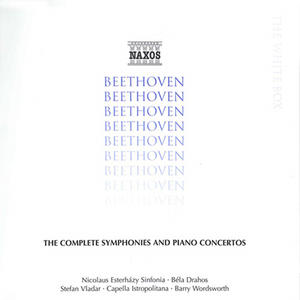 NAXOS
THE WHITE BOX
BEETHOVEN
BEETHOVEN
BEETHOVEN
BEETHOVEN
BEETHOVEN
BEETHOVEN
BEETHOVEN
BEETHOVEN
BEETHOVEN
THE COMPLETE SYMPHONIES AND PIANO CONCERTOS
Nicolaus Esterházy Sinfonia · Béla Drahos
Stefan Vladar · Capella Istropolitana · Barry Wordsworth